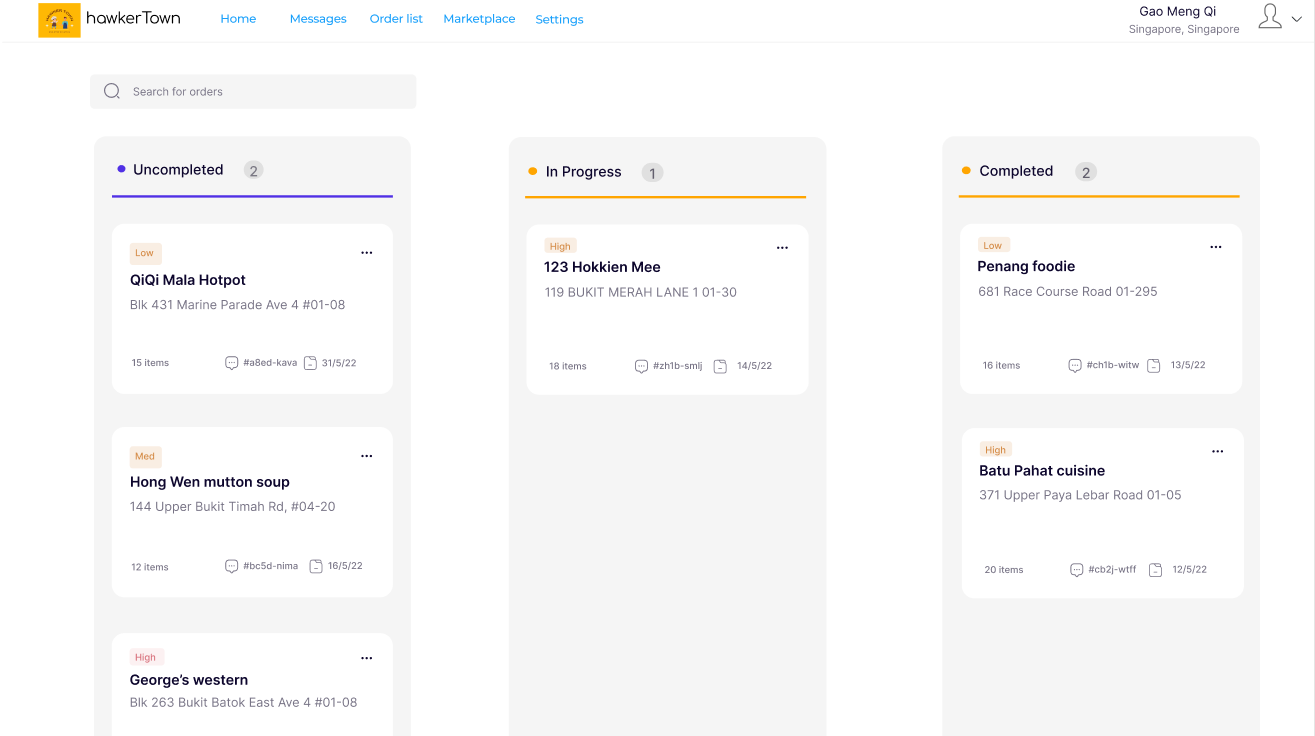 hawkerTown
Home Messages Order list Marketplace Settings
Gao Meng Qi
Singapore, Singapore
Search for orders
Uncompleted 2
Low
QiQi Mala Hotpot
Blk 431 Marine Parade Ave 4 #01-08
15 items #a8ed-kava 31/5/22
Med
Hong Wen mutton soup
144 Upper Bukit Timah Rd, #04-20
12 items #bc5d-nima 16/5/22
High
George's western
Blk 263 Bukit Batok East Ave 4 #01-08
In Progress 1
High
123 Hokkien Mee
119 BUKIT MERAH LANE 1 01-30
18 items #zh1b-smlj 14/5/22
Completed 2
Low
Penang foodie
681 Race Course Road 01-295
16 items #ch1b-witw 13/5/22
High
Batu Pahat cuisine
371 Upper Paya Lebar Road 01-05
20 items #cb2j-wtff 12/5/22